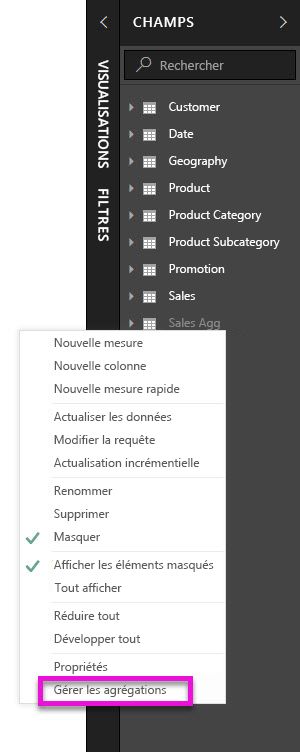 CHAMPS
VISUALISATIONS
FILTRES
Rechercher
Customer
Date
Geography
Product
Product Category
Product Subcategory
Promotion
Sales
Sales Agg
Nouvelle mesure
Nouvelle colonne
Nouvelle mesure rapide
Actualiser les données
Modifier la requête
Actualisation incrémentielle
Renommer
Supprimer
Masquer
Afficher les éléments masqués
Tout afficher
Réduire tout
Développer tout
Propriétés
Gérer les agrégations